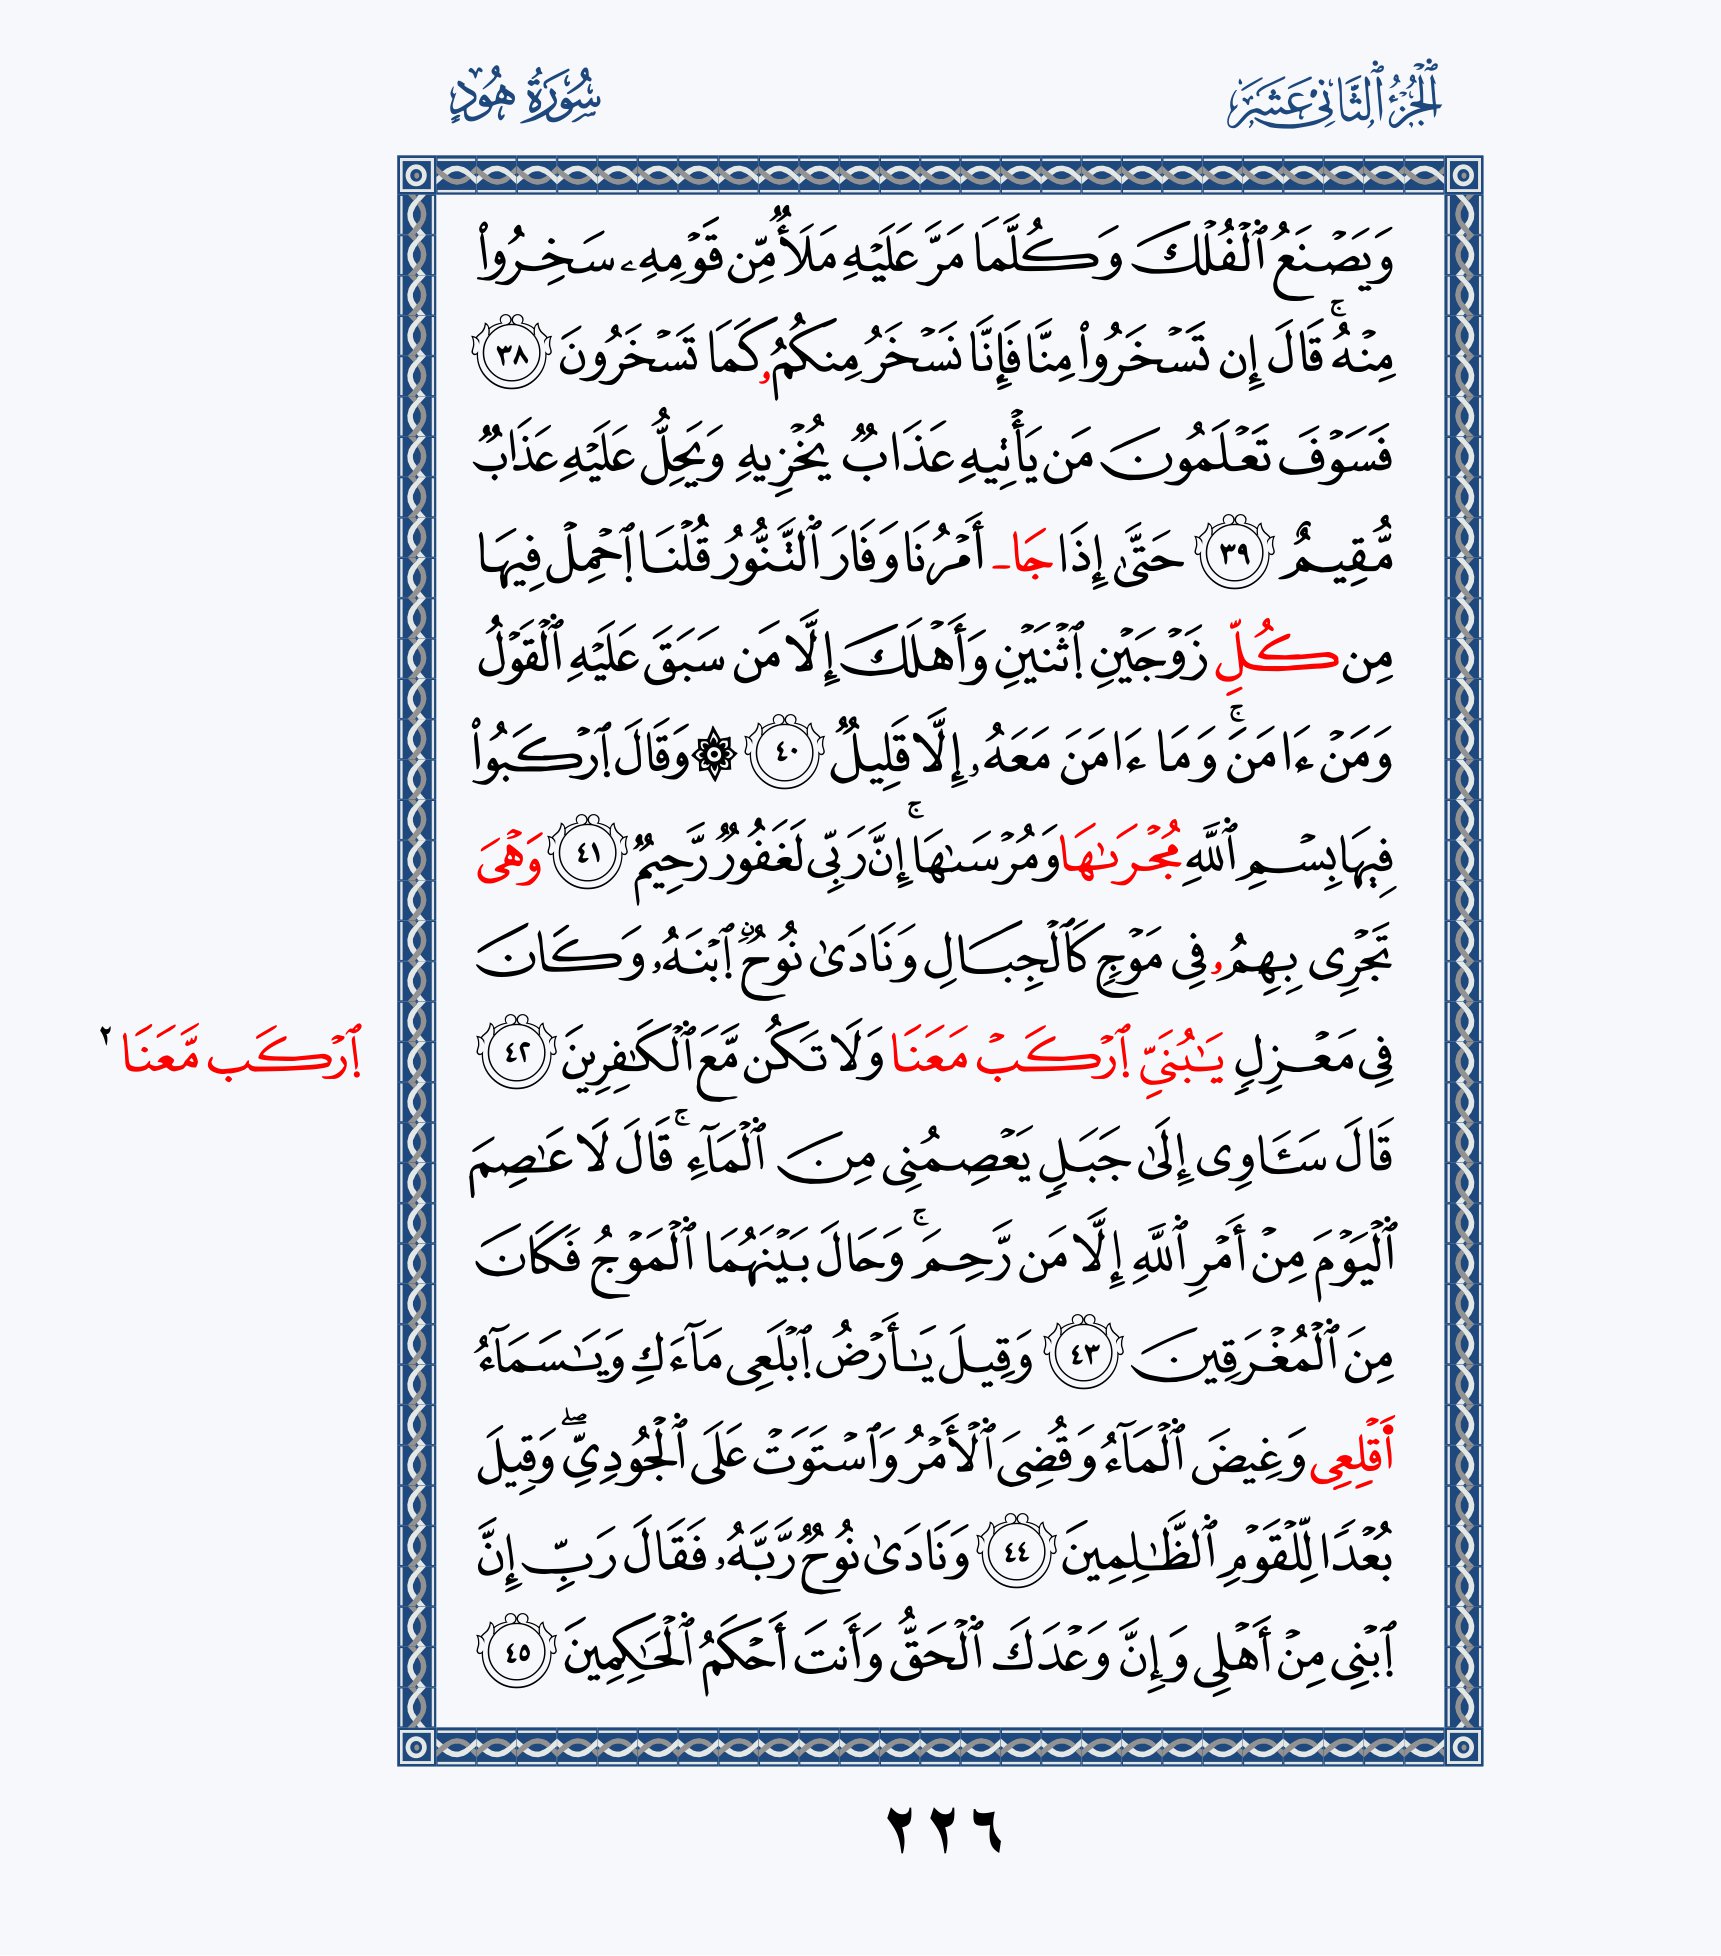 الجُزْءُ ٱلثَّانِي عَشَرَ
سُورَةُ هُودٍ
وَيَصْنَعُ ٱلْفُلْكَ وَكُلَّمَا مَرَّ عَلَيْهِ مَلَأٌ مِّن قَوْمِهِۦ سَخِرُواْ
مِنْهُۚ قَالَ إِن تَسْخَرُواْ مِنَّا فَإِنَّا نَسْخَرُ مِنكُمُۥ كَمَا تَسْخَرُونَ ٣٨
فَسَوْفَ تَعْلَمُونَ مَن يَأْتِيهِ عَذَابٌ يُخْزِيهِ وَيَحِلُّ عَلَيْهِ عَذَابٌ
مُّقِيمٌ ٣٩ حَتَّىٰ إِذَا جَا ـ أَمْرُنَا وَفَارَ ٱلتَّنُّورُ قُلْنَا ٱحْمِلْ فِيهَا
مِن كُلِّ زَوْجَيْنِ ٱثْنَيْنِ وَأَهْلَكَ إِلَّا مَن سَبَقَ عَلَيْهِ ٱلْقَوْلُ
وَمَنْ ءَامَنَۚ وَمَا ءَامَنَ مَعَهُۥ إِلَّا قَلِيلٌ ٤٠ ۞ وَقَالَ ٱرْكَبُواْ
فِيهَا بِسْمِ ٱللَّهِ مُجْرَىٰهَا وَمُرْسَىٰهَاۚ إِنَّ رَبِّي لَغَفُورٌ رَّحِيمٌ ٤١ وَهْىَ
تَجْرِى بِهِمُۥ فِى مَوْجٍ كَٱلْجِبَالِ وَنَادَىٰ نُوحٌ ٱبْنَهُۥ وَكَانَ
فِى مَعْزِلٍ يَٰبُنَىِّ ٱرْكَبْ مَعَنَا وَلَا تَكُن مَّعَ ٱلْكَٰفِرِينَ ٤٢
ٱرْكَب مَّعَنَا ٢
قَالَ سَـَٔاوِى إِلَىٰ جَبَلٍ يَعْصِمُنِى مِنَ ٱلْمَآءِۚ قَالَ لَا عَٰصِمَ
ٱلْيَوْمَ مِنْ أَمْرِ ٱللَّهِ إِلَّا مَن رَّحِمَۚ وَحَالَ بَيْنَهُمَا ٱلْمَوْجُ فَكَانَ
مِنَ ٱلْمُغْرَقِينَ ٤٣ وَقِيلَ يَٰٓأَرْضُ ٱبْلَعِى مَآءَكِ وَيَٰسَمَآءُ
أَقْلِعِى وَغِيضَ ٱلْمَآءُ وَقُضِىَ ٱلْأَمْرُ وَٱسْتَوَتْ عَلَى ٱلْجُودِيِّۖ وَقِيلَ
بُعْدًا لِّلْقَوْمِ ٱلظَّٰلِمِينَ ٤٤ وَنَادَىٰ نُوحٌ رَّبَّهُۥ فَقَالَ رَبِّ إِنَّ
ٱبْنِى مِنْ أَهْلِى وَإِنَّ وَعْدَكَ ٱلْحَقُّ وَأَنتَ أَحْكَمُ ٱلْحَٰكِمِينَ ٤٥
٢٢٦